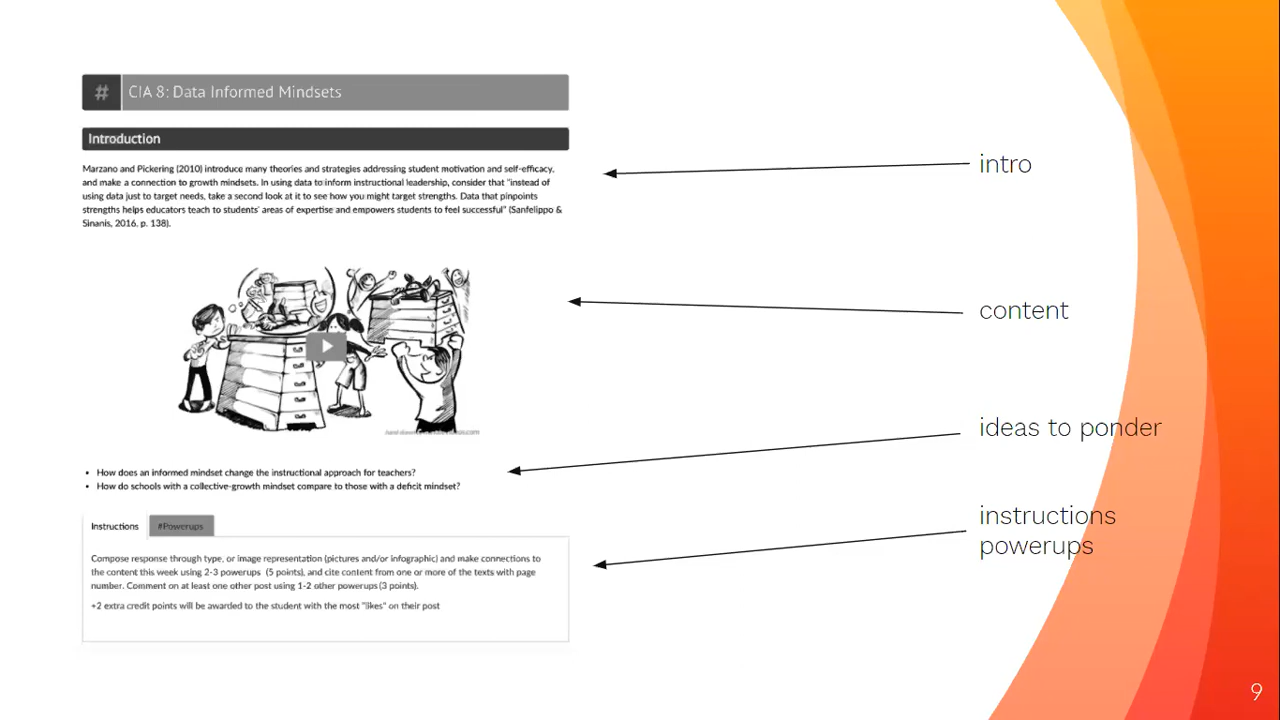 # CIA 8: Data Informed Mindsets
Introduction
Marzano and Pickering (2010) introduce many theories and strategies addressing student motivation and self-efficacy,
and make a connection to growth mindsets. In using data to inform instructional leadership, consider that "instead of
using data just to target needs, take a second look at it to see how you might target strengths. Data that pinpoints
strengths helps educators teach to students' areas of expertise and empowers students to feel successful" (Sanfelippo &
Sinanis, 2016, p. 138).
intro
content
• How does an informed mindset change the instructional approach for teachers?
• How do schools with a collective-growth mindset compare to those with a deficit mindset?
ideas to ponder
Instructions
#Powerups
Compose response through type, or image representation (pictures and/or infographic) and make connections to
the content this week using 2-3 powerups (5 points), and cite content from one or more of the texts with page
number. Comment on at least one other post using 1-2 other powerups (3 points).
+2 extra credit points will be awarded to the student with the most "likes" on their post
instructions
powerups
9